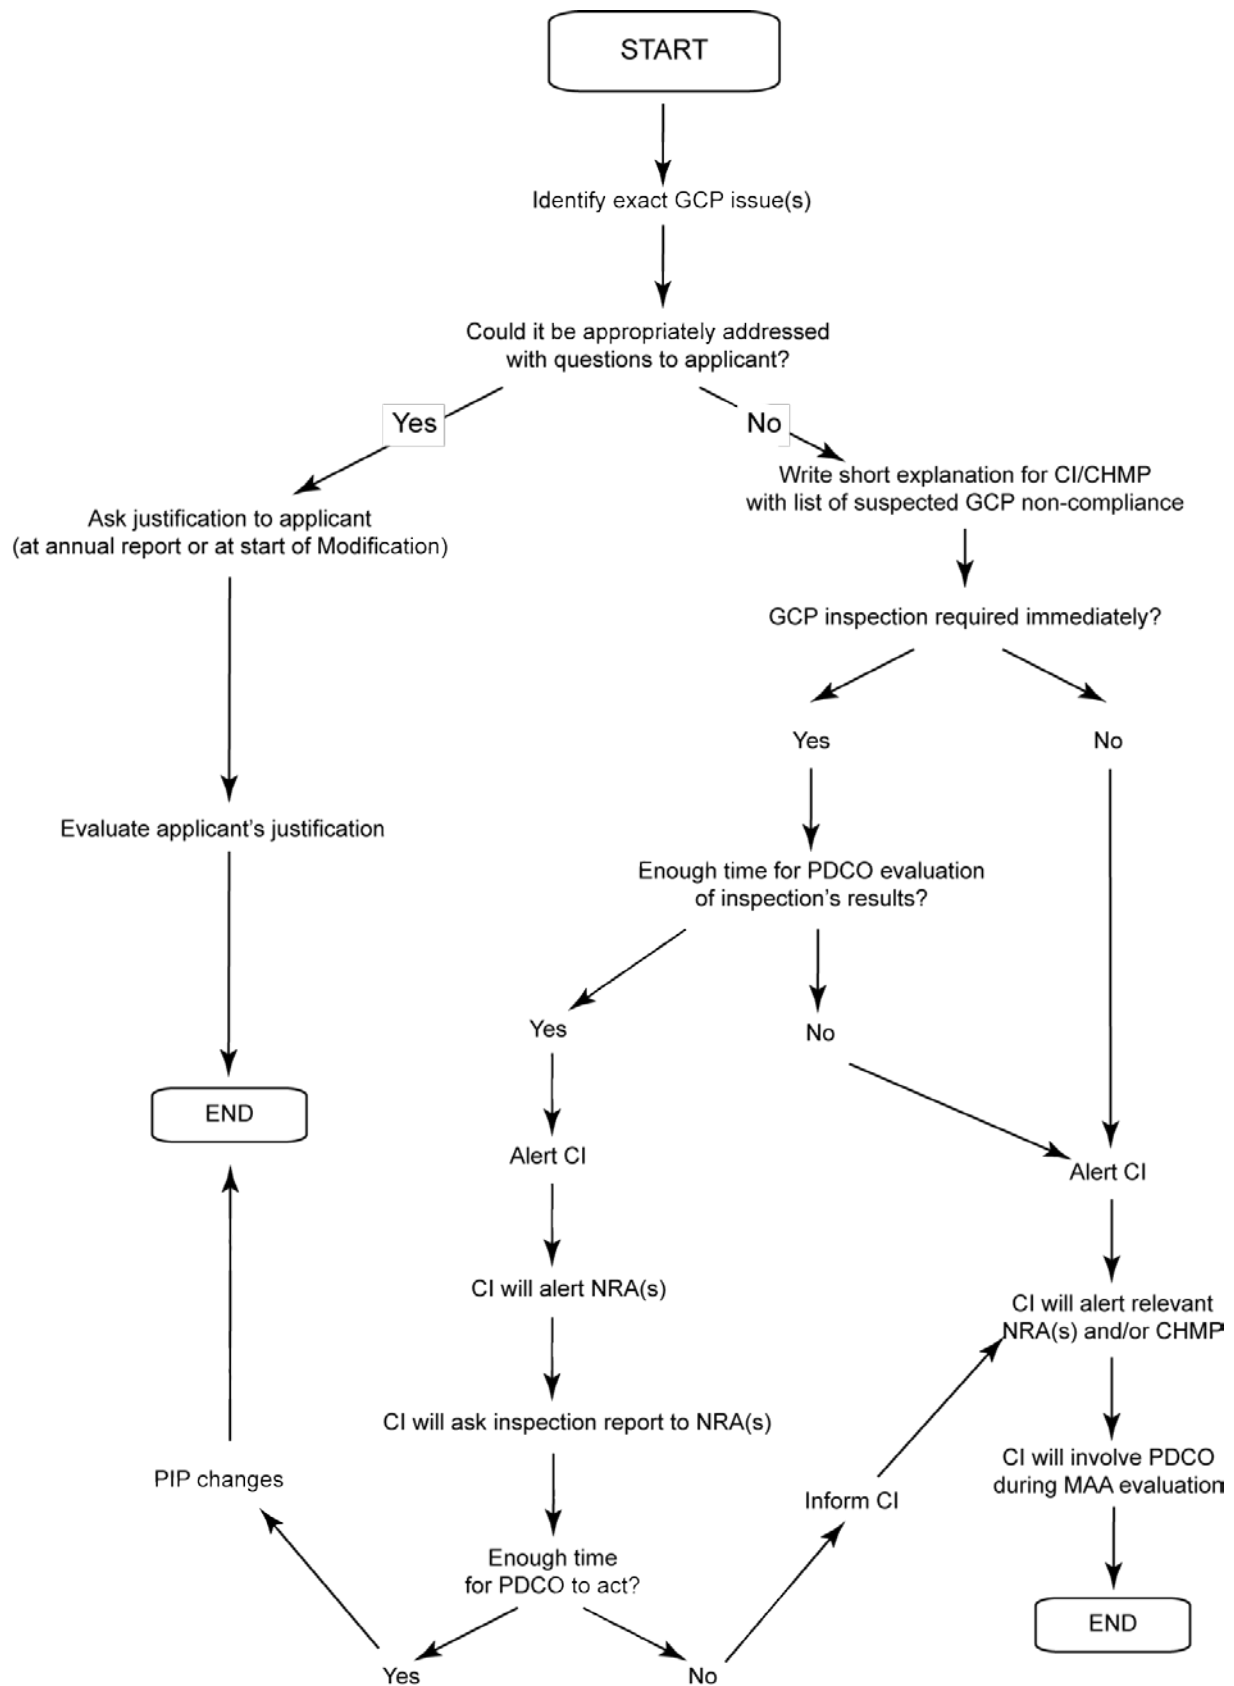 START
Identify exact GCP issue(s)
Could it be appropriately addressed
with questions to applicant?
Yes
No
Write short explanation for CI/CHMP
with list of suspected GCP non-compliance
Ask justification to applicant
(at annual report or at start of Modification)
GCP inspection required immediately?
Yes
No
Evaluate applicant's justification
Enough time for PDCO evaluation
of inspection's results?
Yes
No
END
Alert CI
Alert CI
CI will alert NRA(s)
CI will alert relevant
NRA(s) and/or CHMP
CI will ask inspection report to NRA(s)
CI will involve PDCO
during MAA evaluation
PIP changes
Inform CI
Enough time
for PDCO to act?
END
Yes
No